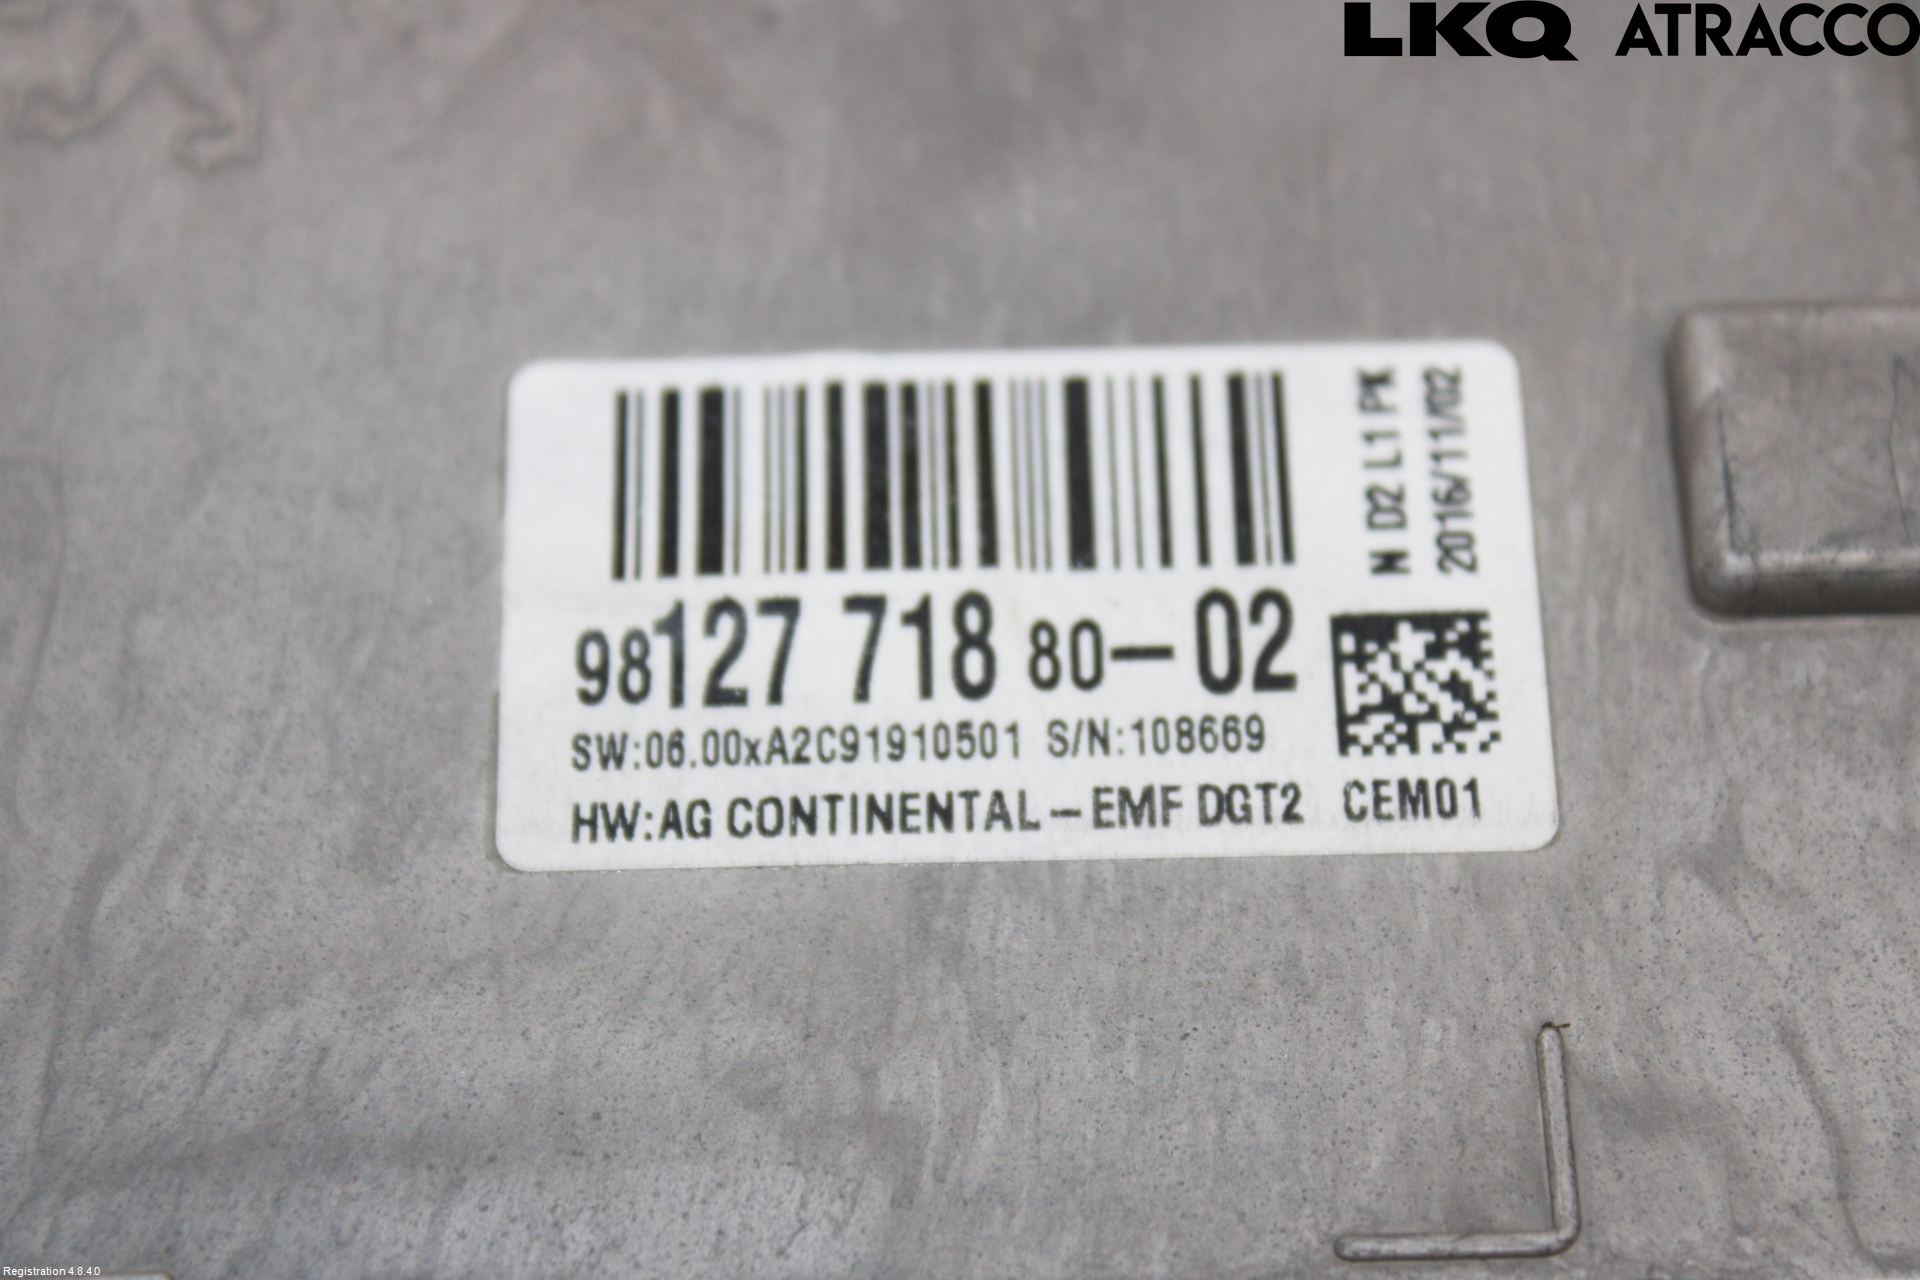 LKQ ATRACCO
N D2 L1 PK
2016/11/02
98127 718 80-02
SW:06.00xA2C91910501 S/N:108669
HW:AG CONTINENTAL-EMF DGT2 CEM01
Registration 4.8.4.0